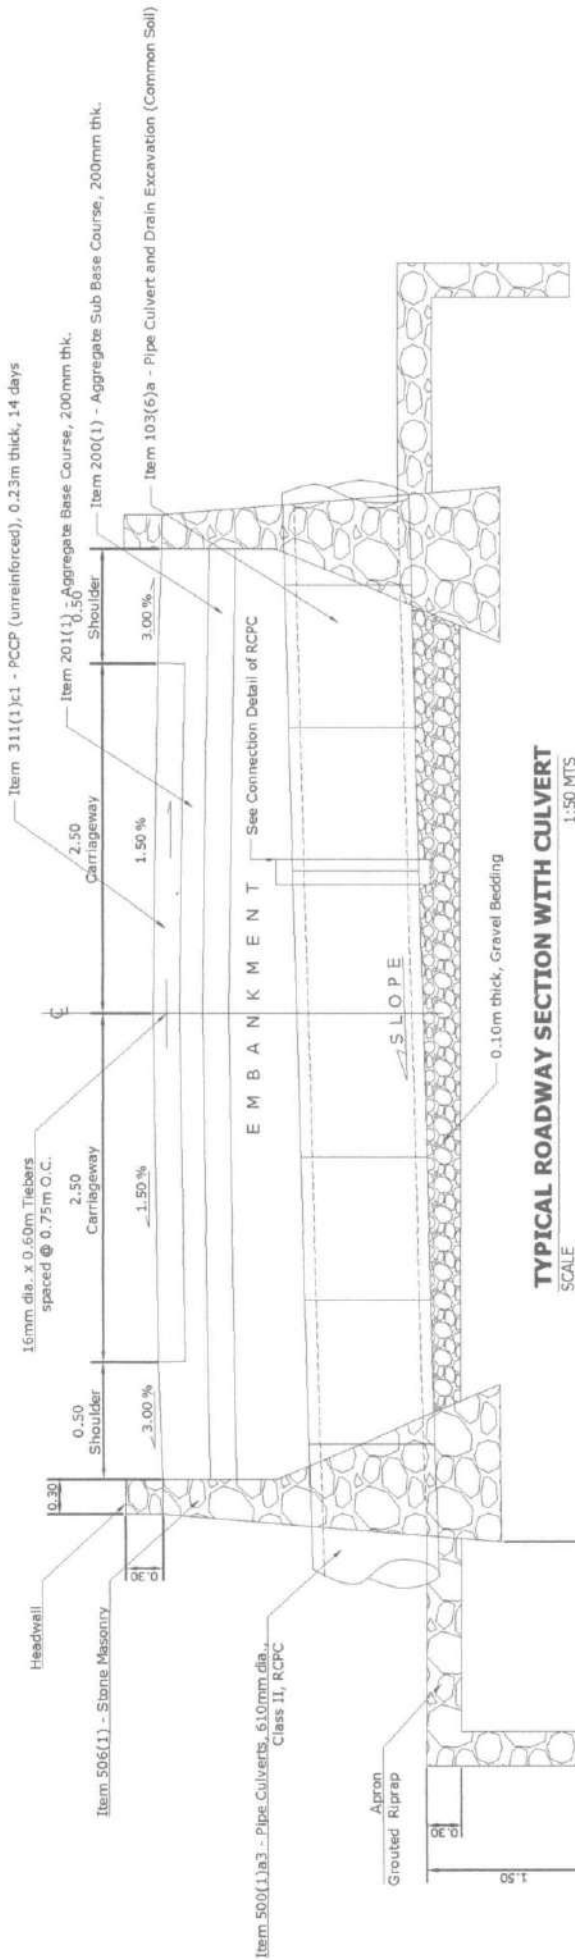 Item 311(1)c1 - PCCP (unreinforced), 0.23m thick, 14 days
Item 201(1) - Aggregate Base Course, 200mm thk.
Item 200(1) - Aggregate Sub Base Course, 200mm thk.
Item 103(6)a - Pipe Culvert and Drain Excavation (Common Soil)
16mm dia. x 0.60m Tiebars
spaced @ 0.75m O.C.
Headwall
Item 506(1) - Stone Masonry
Item 500(1)a3 - Pipe Culverts, 610mm dia.,
Class II, RCPC
Apron
Grouted Riprap
0.30
0.30
0.30
1.50
0.50
Shoulder
2.50
Carriageway
℄
2.50
Carriageway
0.50
Shoulder
3.00 %
1.50 %
1.50 %
3.00 %
EMBANKMENT
See Connection Detail of RCPC
SLOPE
0.10m thick, Gravel Bedding
TYPICAL ROADWAY SECTION WITH CULVERT
SCALE 1:50 MTS